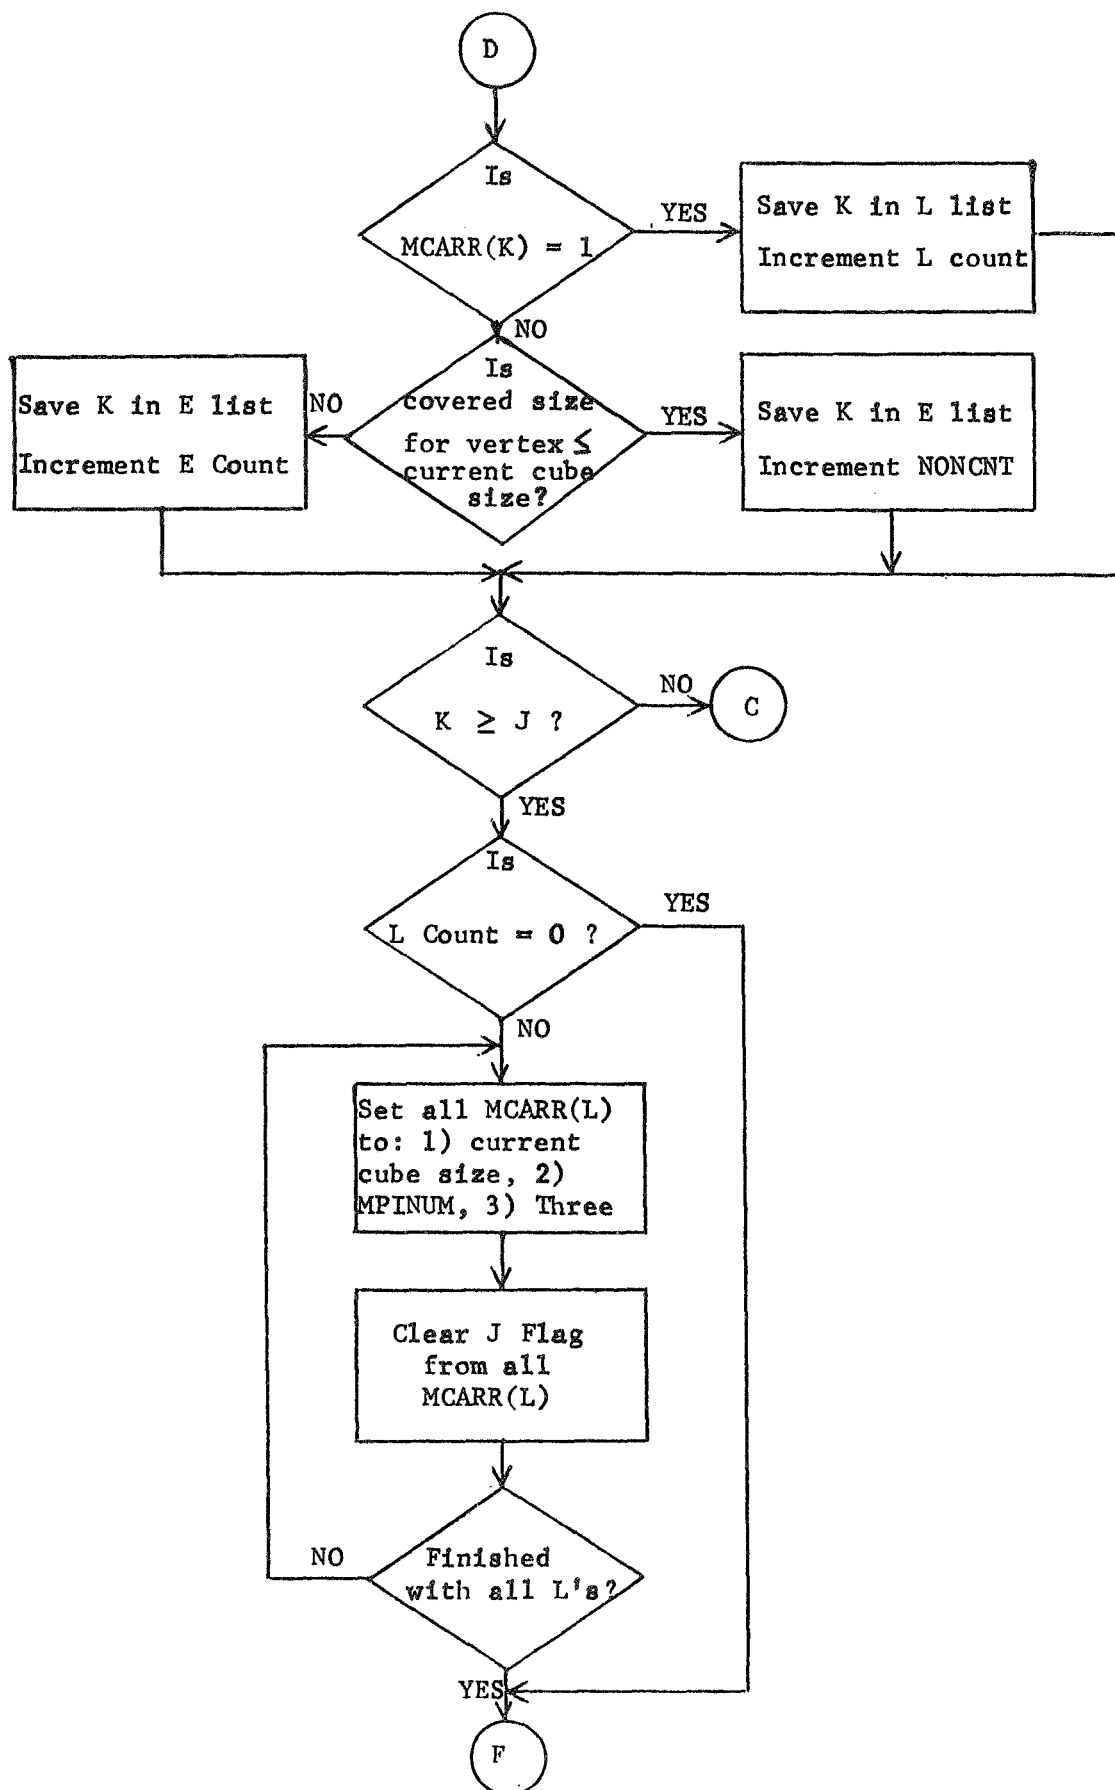 D
Is
MCARR(K) = 1
YES
Save K in L list
Increment L count
NO
Save K in E list
Increment E Count
NO
Is
covered size
for vertex ≤
current cube
size?
YES
Save K in E list
Increment NONCNT
Is
K ≥ J ?
NO
C
YES
Is
L Count = 0 ?
YES
NO
Set all MCARR(L)
to: 1) current
cube size, 2)
MPINUM, 3) Three
Clear J Flag
from all
MCARR(L)
Finished
with all L's?
NO
YES
F